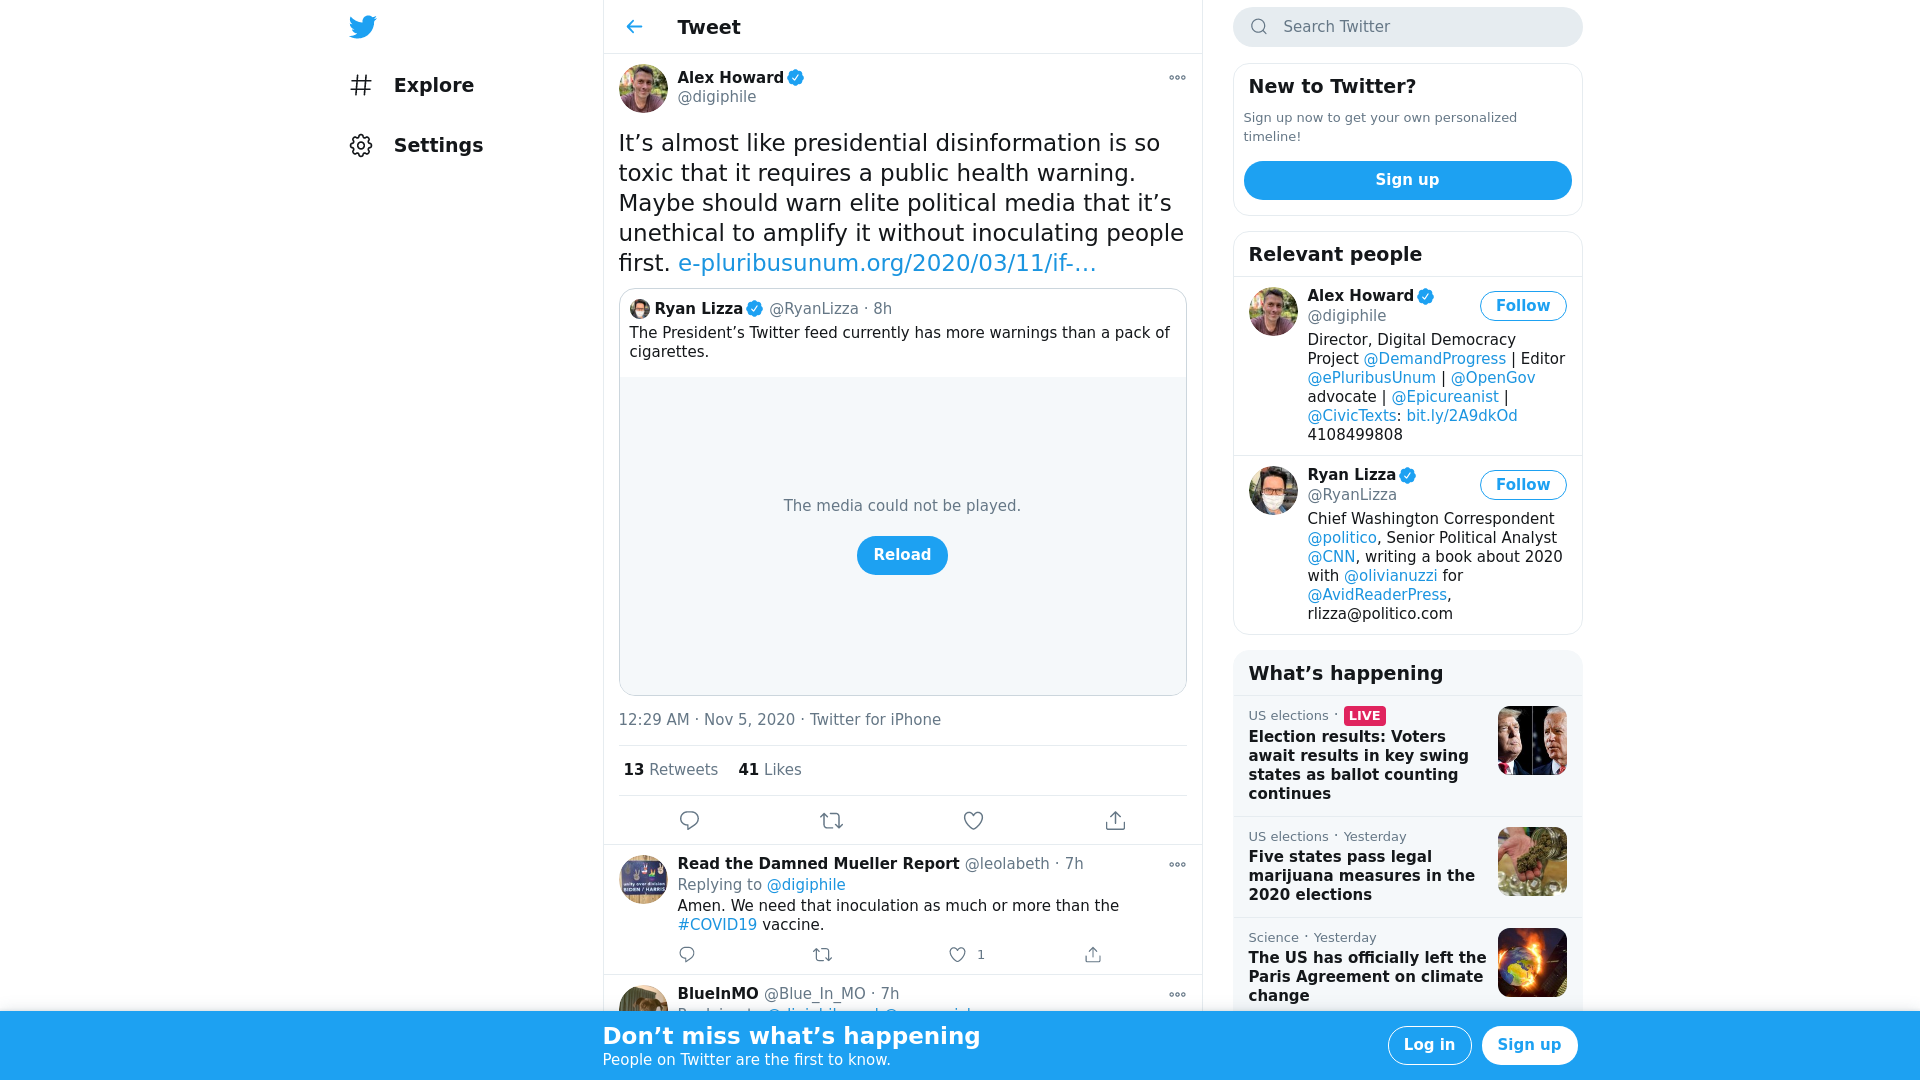 Explore
Settings
Tweet
Alex Howard
@digiphile
It’s almost like presidential disinformation is so
toxic that it requires a public health warning.
Maybe should warn elite political media that it’s
unethical to amplify it without inoculating people
first. e-pluribusunum.org/2020/03/11/if-…
Ryan Lizza @RyanLizza · 8h
The President’s Twitter feed currently has more warnings than a pack of
cigarettes.
The media could not be played.
Reload
12:29 AM · Nov 5, 2020 · Twitter for iPhone
13 Retweets 41 Likes
Read the Damned Mueller Report @leolabeth · 7h
Replying to @digiphile
Amen. We need that inoculation as much or more than the
#COVID19 vaccine.
1
BlueInMO @Blue_In_MO · 7h
Search Twitter
New to Twitter?
Sign up now to get your own personalized
timeline!
Sign up
Relevant people
Alex Howard
@digiphile
Follow
Director, Digital Democracy
Project @DemandProgress | Editor
@ePluribusUnum | @OpenGov
advocate | @Epicureanist |
@CivicTexts: bit.ly/2A9dkOd
4108499808
Ryan Lizza
@RyanLizza
Follow
Chief Washington Correspondent
@politico, Senior Political Analyst
@CNN, writing a book about 2020
with @olivianuzzi for
@AvidReaderPress,
rlizza@politico.com
What’s happening
US elections · LIVE
Election results: Voters
await results in key swing
states as ballot counting
continues
US elections · Yesterday
Five states pass legal
marijuana measures in the
2020 elections
Science · Yesterday
The US has officially left the
Paris Agreement on climate
change
Don’t miss what’s happening
People on Twitter are the first to know.
Log in
Sign up